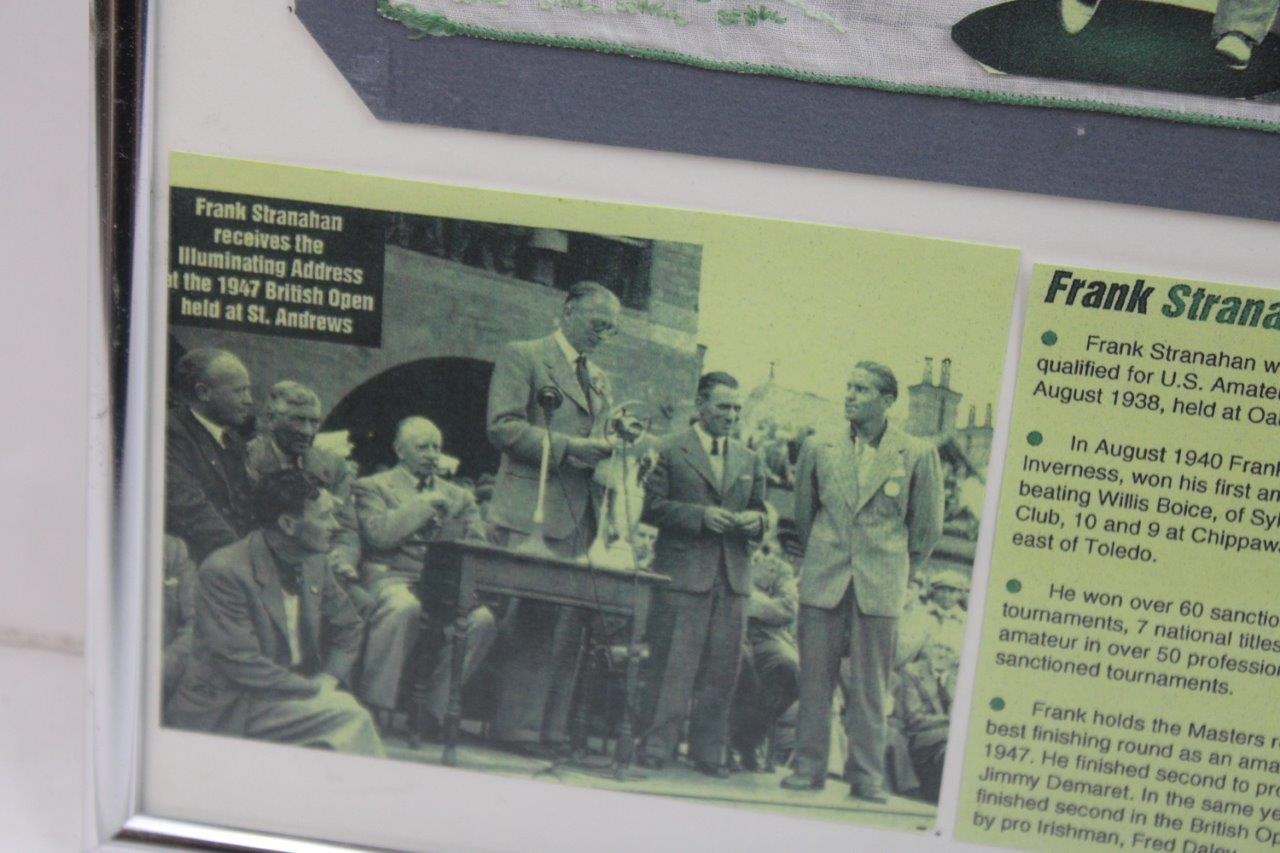 Frank Stranahan
receives the
Illuminating Address
at the 1947 British Open
held at St. Andrews
Frank Strana
Frank Stranahan w
qualified for U.S. Amate
August 1938, held at Oa
In August 1940 Frank
Inverness, won his first an
beating Willis Boice, of Syl
Club, 10 and 9 at Chippawa
east of Toledo.
He won over 60 sanctio
tournaments, 7 national titles
amateur in over 50 profession
sanctioned tournaments.
Frank holds the Masters r
best finishing round as an ama
1947. He finished second to pro
Jimmy Demaret. In the same ye
finished second in the British Op
by pro Irishman, Fred Daley